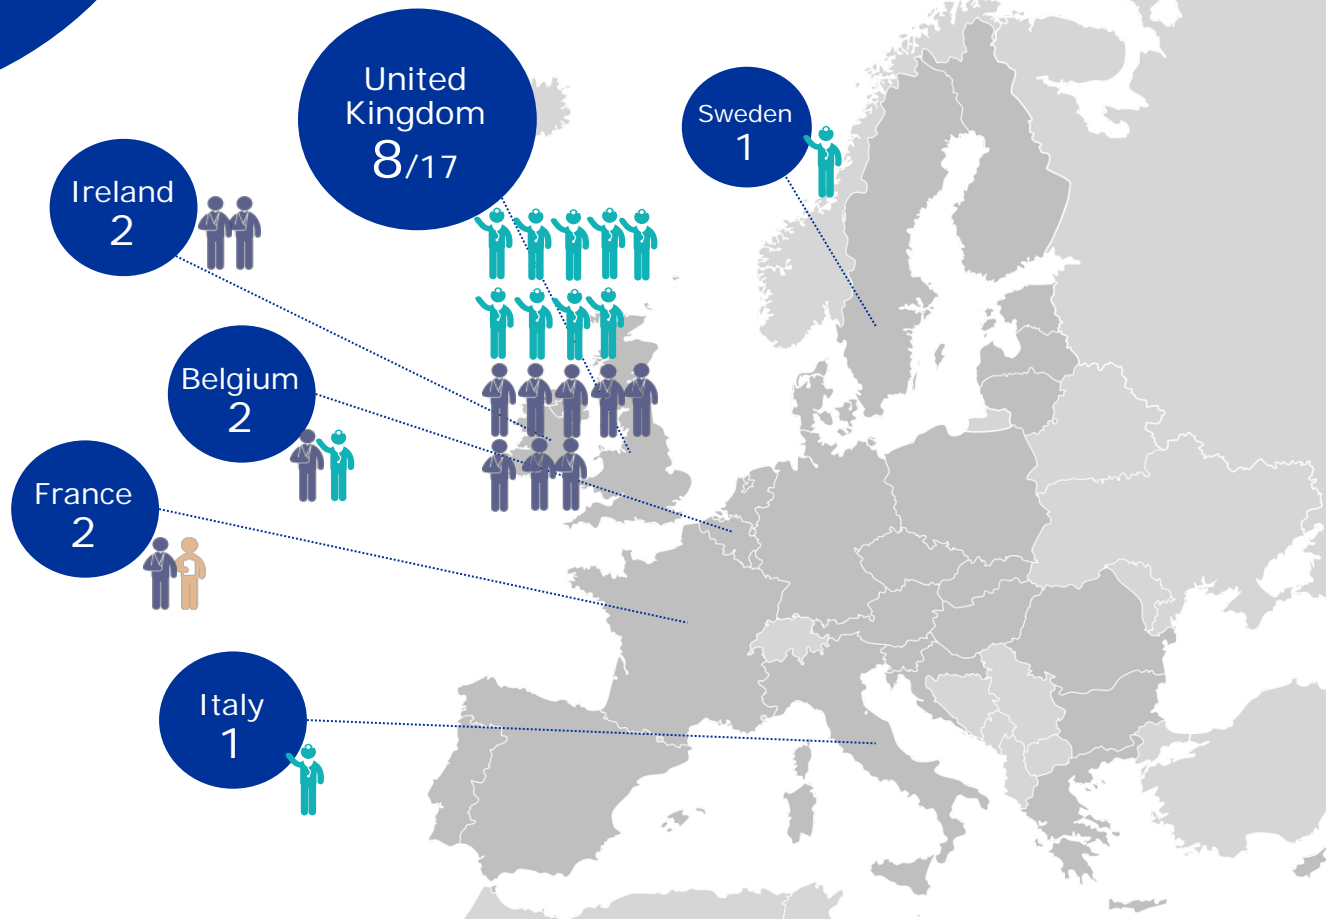 United
Kingdom
8/17
Sweden
1
Ireland
2
Belgium
2
France
2
Italy
1